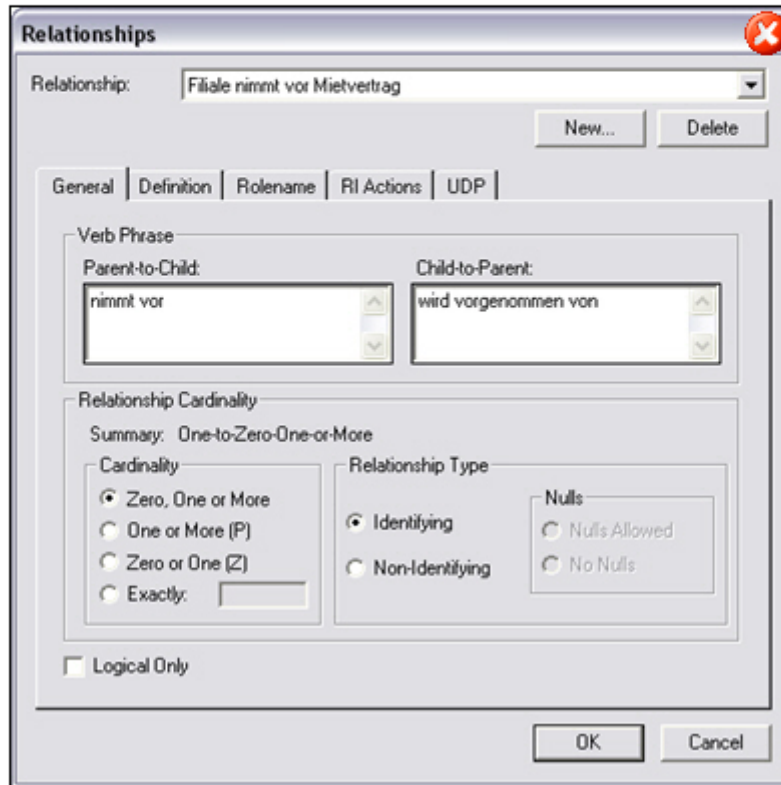 Relationships
Relationship: Filiale nimmt vor Mietvertrag
New... Delete
General Definition Rolename RI Actions UDP
Verb Phrase
Parent-to-Child: Child-to-Parent:
nimmt vor wird vorgenommen von
Relationship Cardinality
Summary: One-to-Zero-One-or-More
Cardinality Relationship Type
Zero, One or More Nulls
Identifying Nulls Allowed
One or More (P)
Zero or One (Z)
Non-Identifying No Nulls
Exactly:
Logical Only
OK Cancel